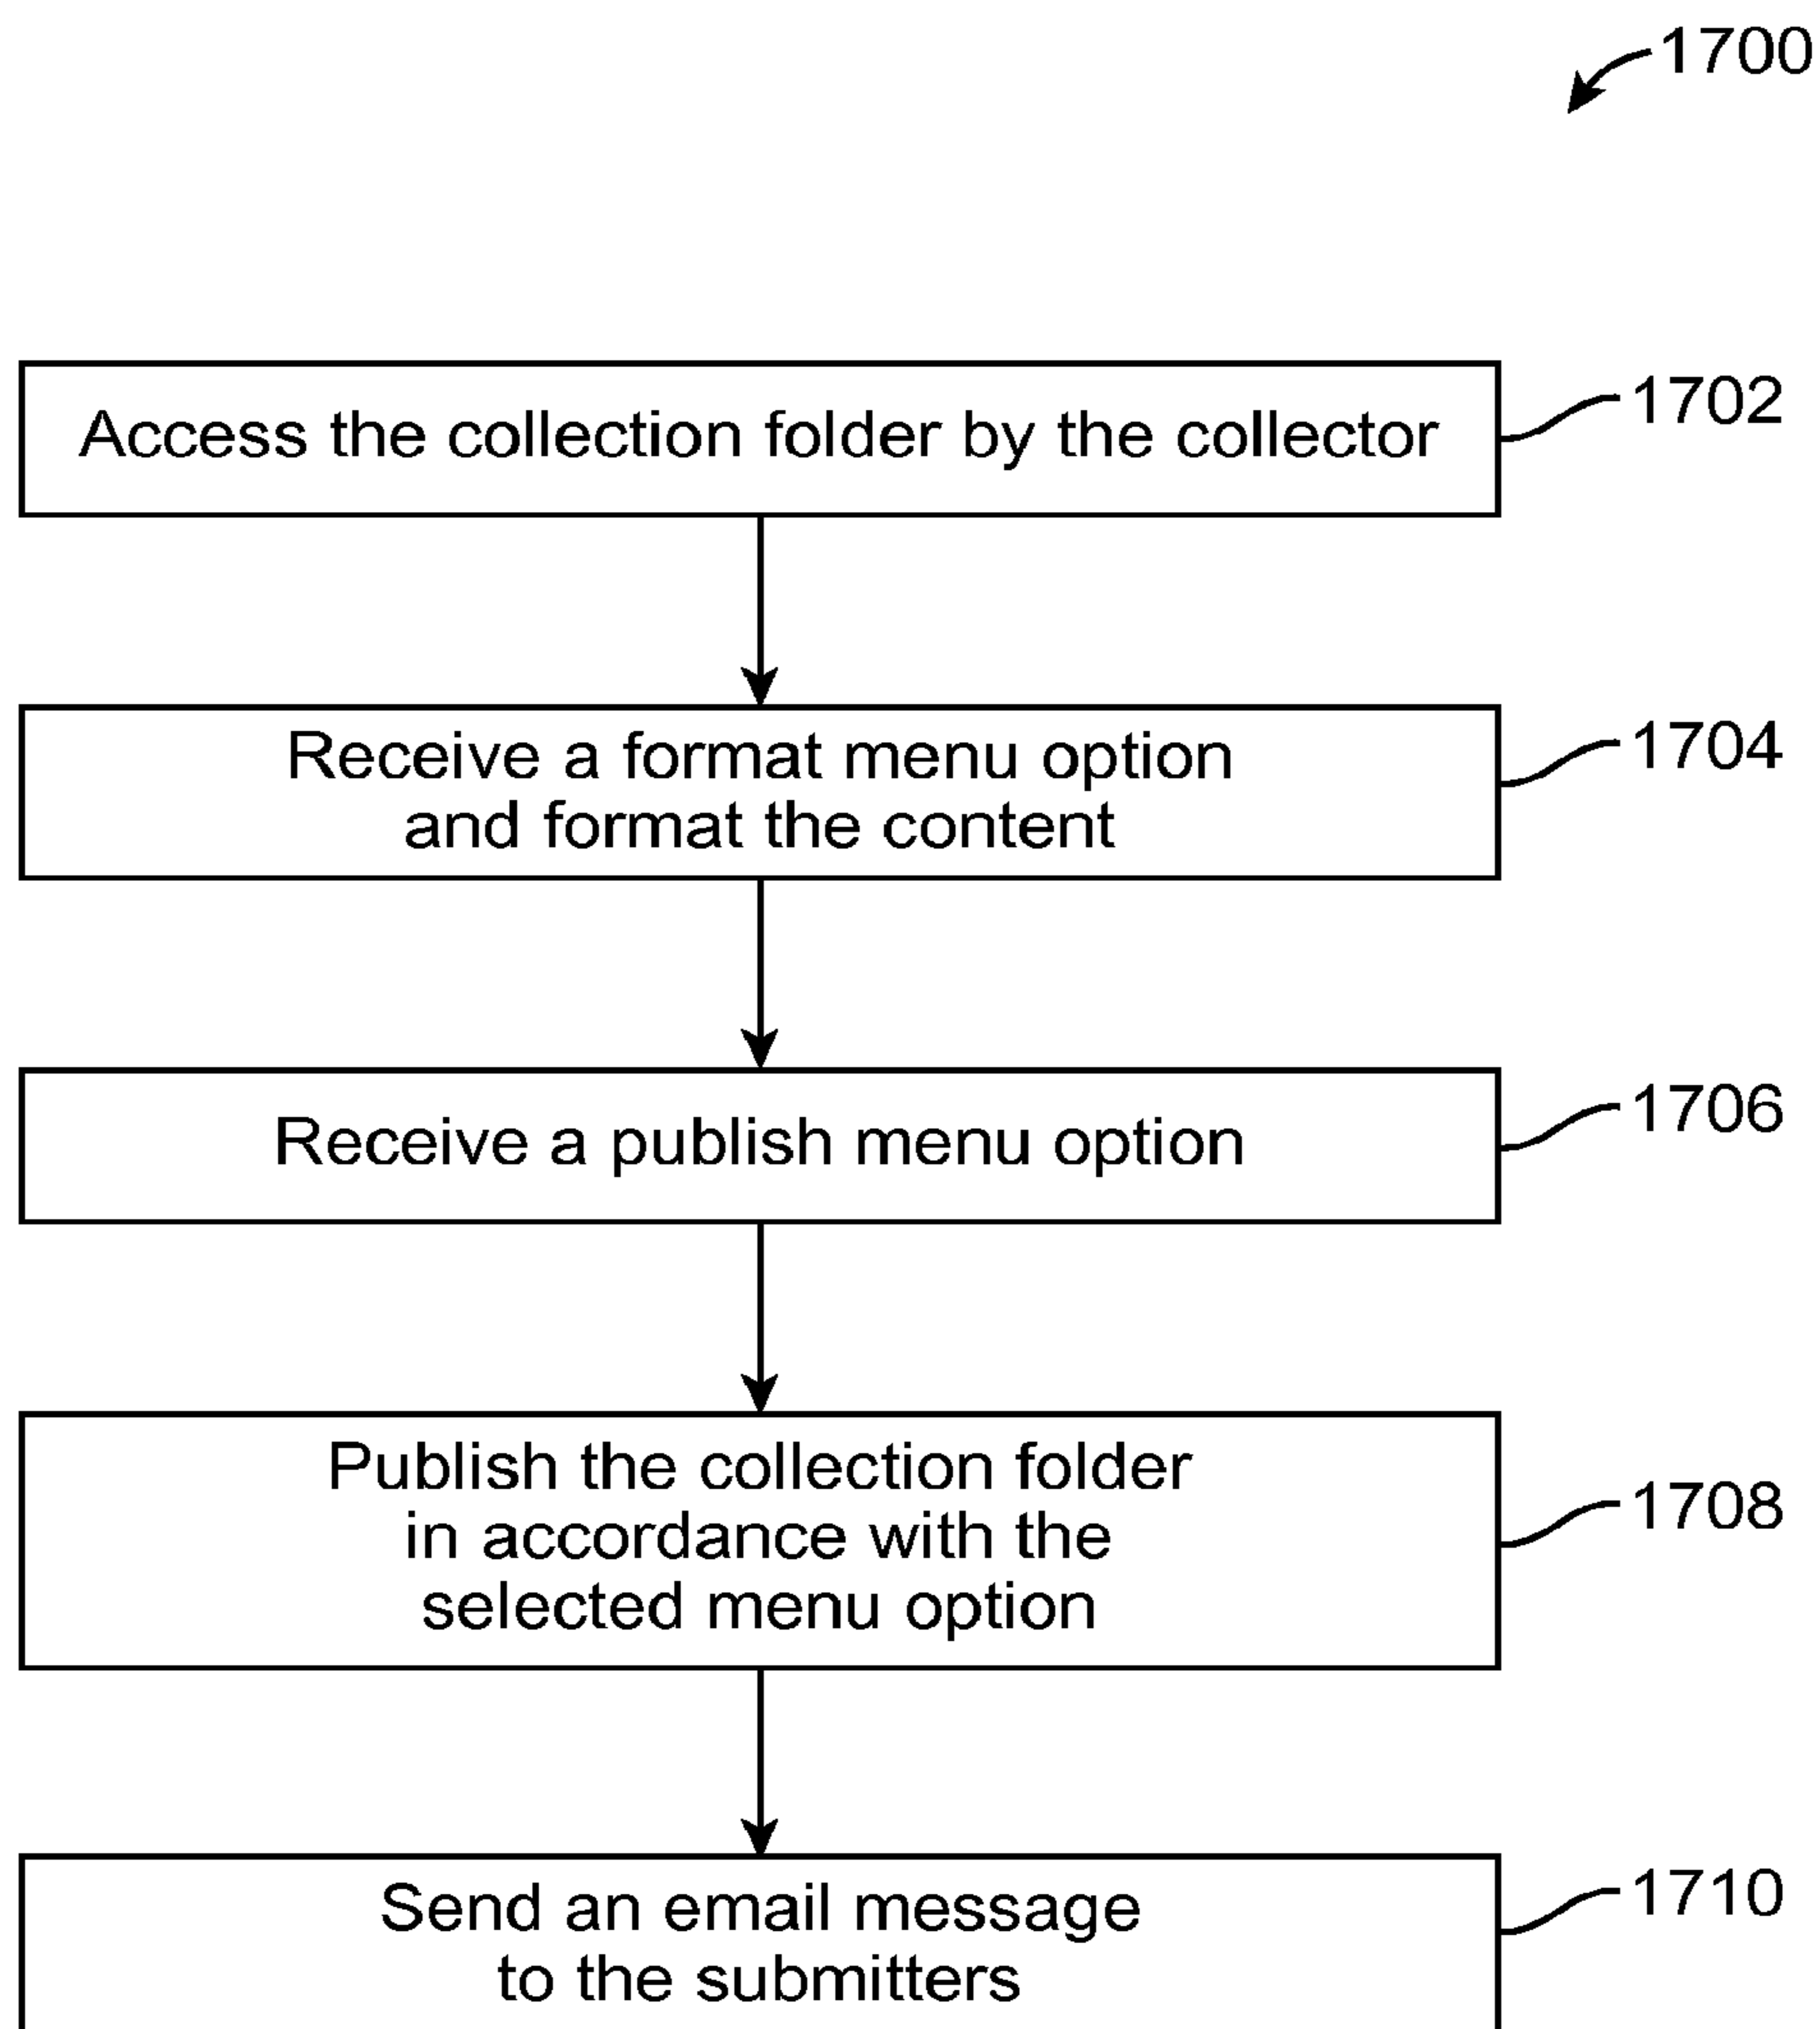 1700
Access the collection folder by the collector
1702
Receive a format menu option
and format the content
1704
Receive a publish menu option
1706
Publish the collection folder
in accordance with the
selected menu option
1708
Send an email message
to the submitters
1710